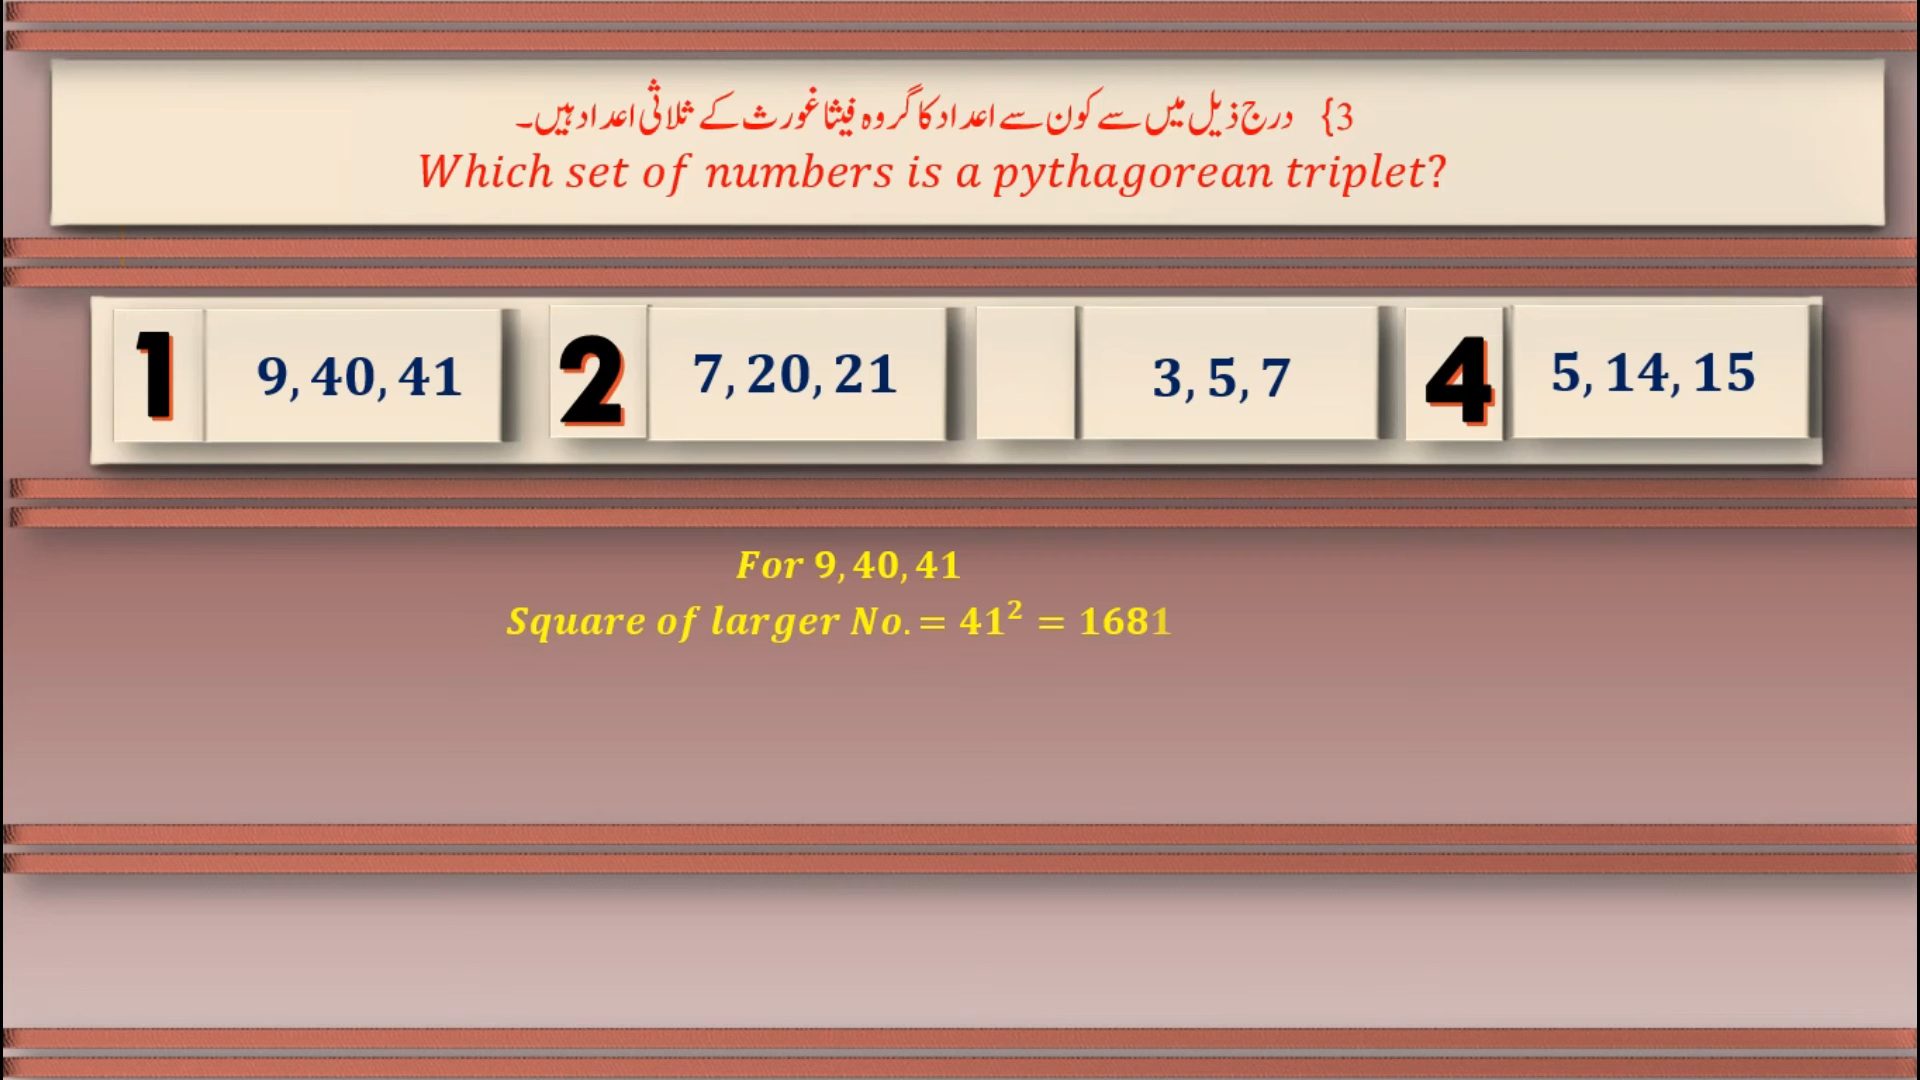 3} درج ذیل میں سے کون سے اعداد کا گروہ فیثاغورث کے ثلاثی اعداد ہیں۔
Which set of numbers is a pythagorean triplet?
1 9, 40, 41 2 7, 20, 21 3, 5, 7 4 5, 14, 15
For 9, 40, 41
Square of larger No. = 41² = 1681